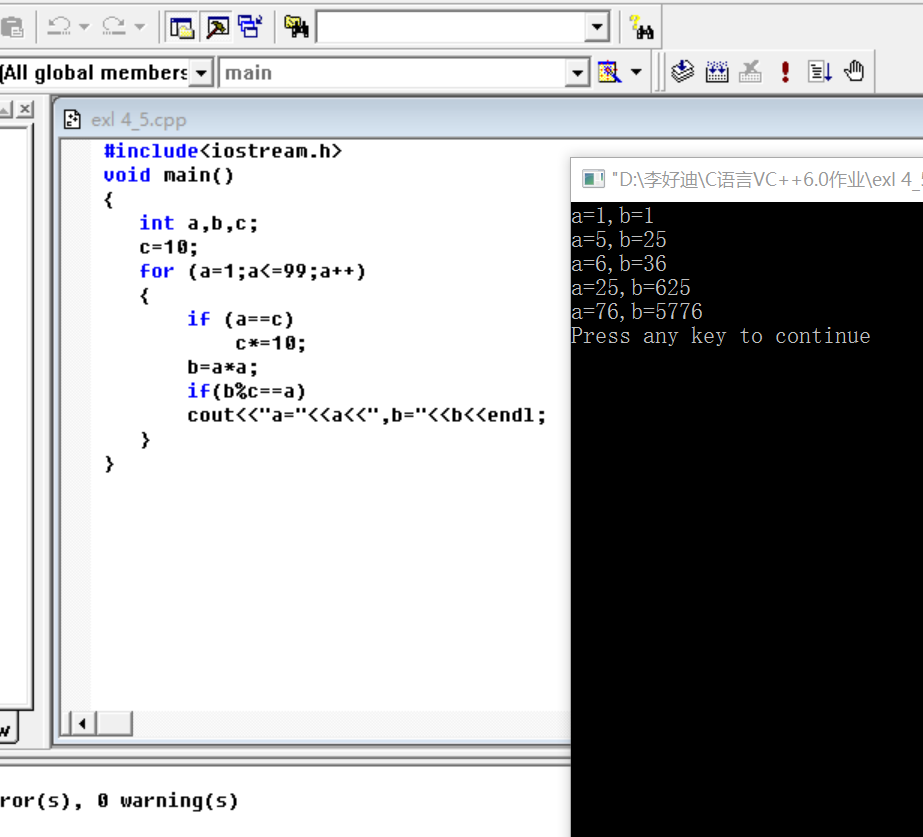 (All global members
main
exl 4_5.cpp
#include<iostream.h>
void main()
{
int a,b,c;
c=10;
for (a=1;a<=99;a++)
{
if (a==c)
c*=10;
b=a*a;
if(b%c==a)
cout<<"a="<<a<<",b="<<b<<endl;
}
}
"D:\李好迪\C语言VC++6.0作业\exl 4_5
a=1,b=1
a=5,b=25
a=6,b=36
a=25,b=625
a=76,b=5776
Press any key to continue
w
ror(s), 0 warning(s)